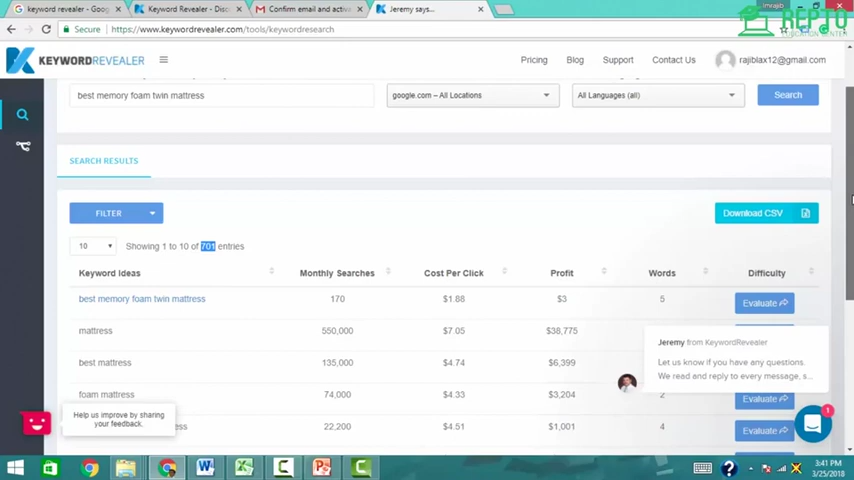 keyword revealer - Goog
Keyword Revealer - Disc
Confirm email and activa
Jeremy says...
Imrajib
REPTO
EDUCATION CENTER
Secure https://www.keywordrevealer.com/tools/keywordresearch
KEYWORDREVEALER
Pricing Blog Support Contact Us rajiblax12@gmail.com
best memory foam twin mattress google.com – All Locations All Languages (all) Search
SEARCH RESULTS
FILTER Download CSV
10 Showing 1 to 10 of 701 entries
Keyword Ideas Monthly Searches Cost Per Click Profit Words Difficulty
best memory foam twin mattress 170 $1.88 $3 5 Evaluate
mattress 550,000 $7.05 $38,775
best mattress 135,000 $4.74 $6,399
foam mattress 74,000 $4.33 $3,204 2 Evaluate
22,200 $4.51 $1,001 4 Evaluate
Jeremy from KeywordRevealer
Let us know if you have any questions.
We read and reply to every message, s...
1
Help us improve by sharing
your feedback.
3:41 PM
3/25/2018